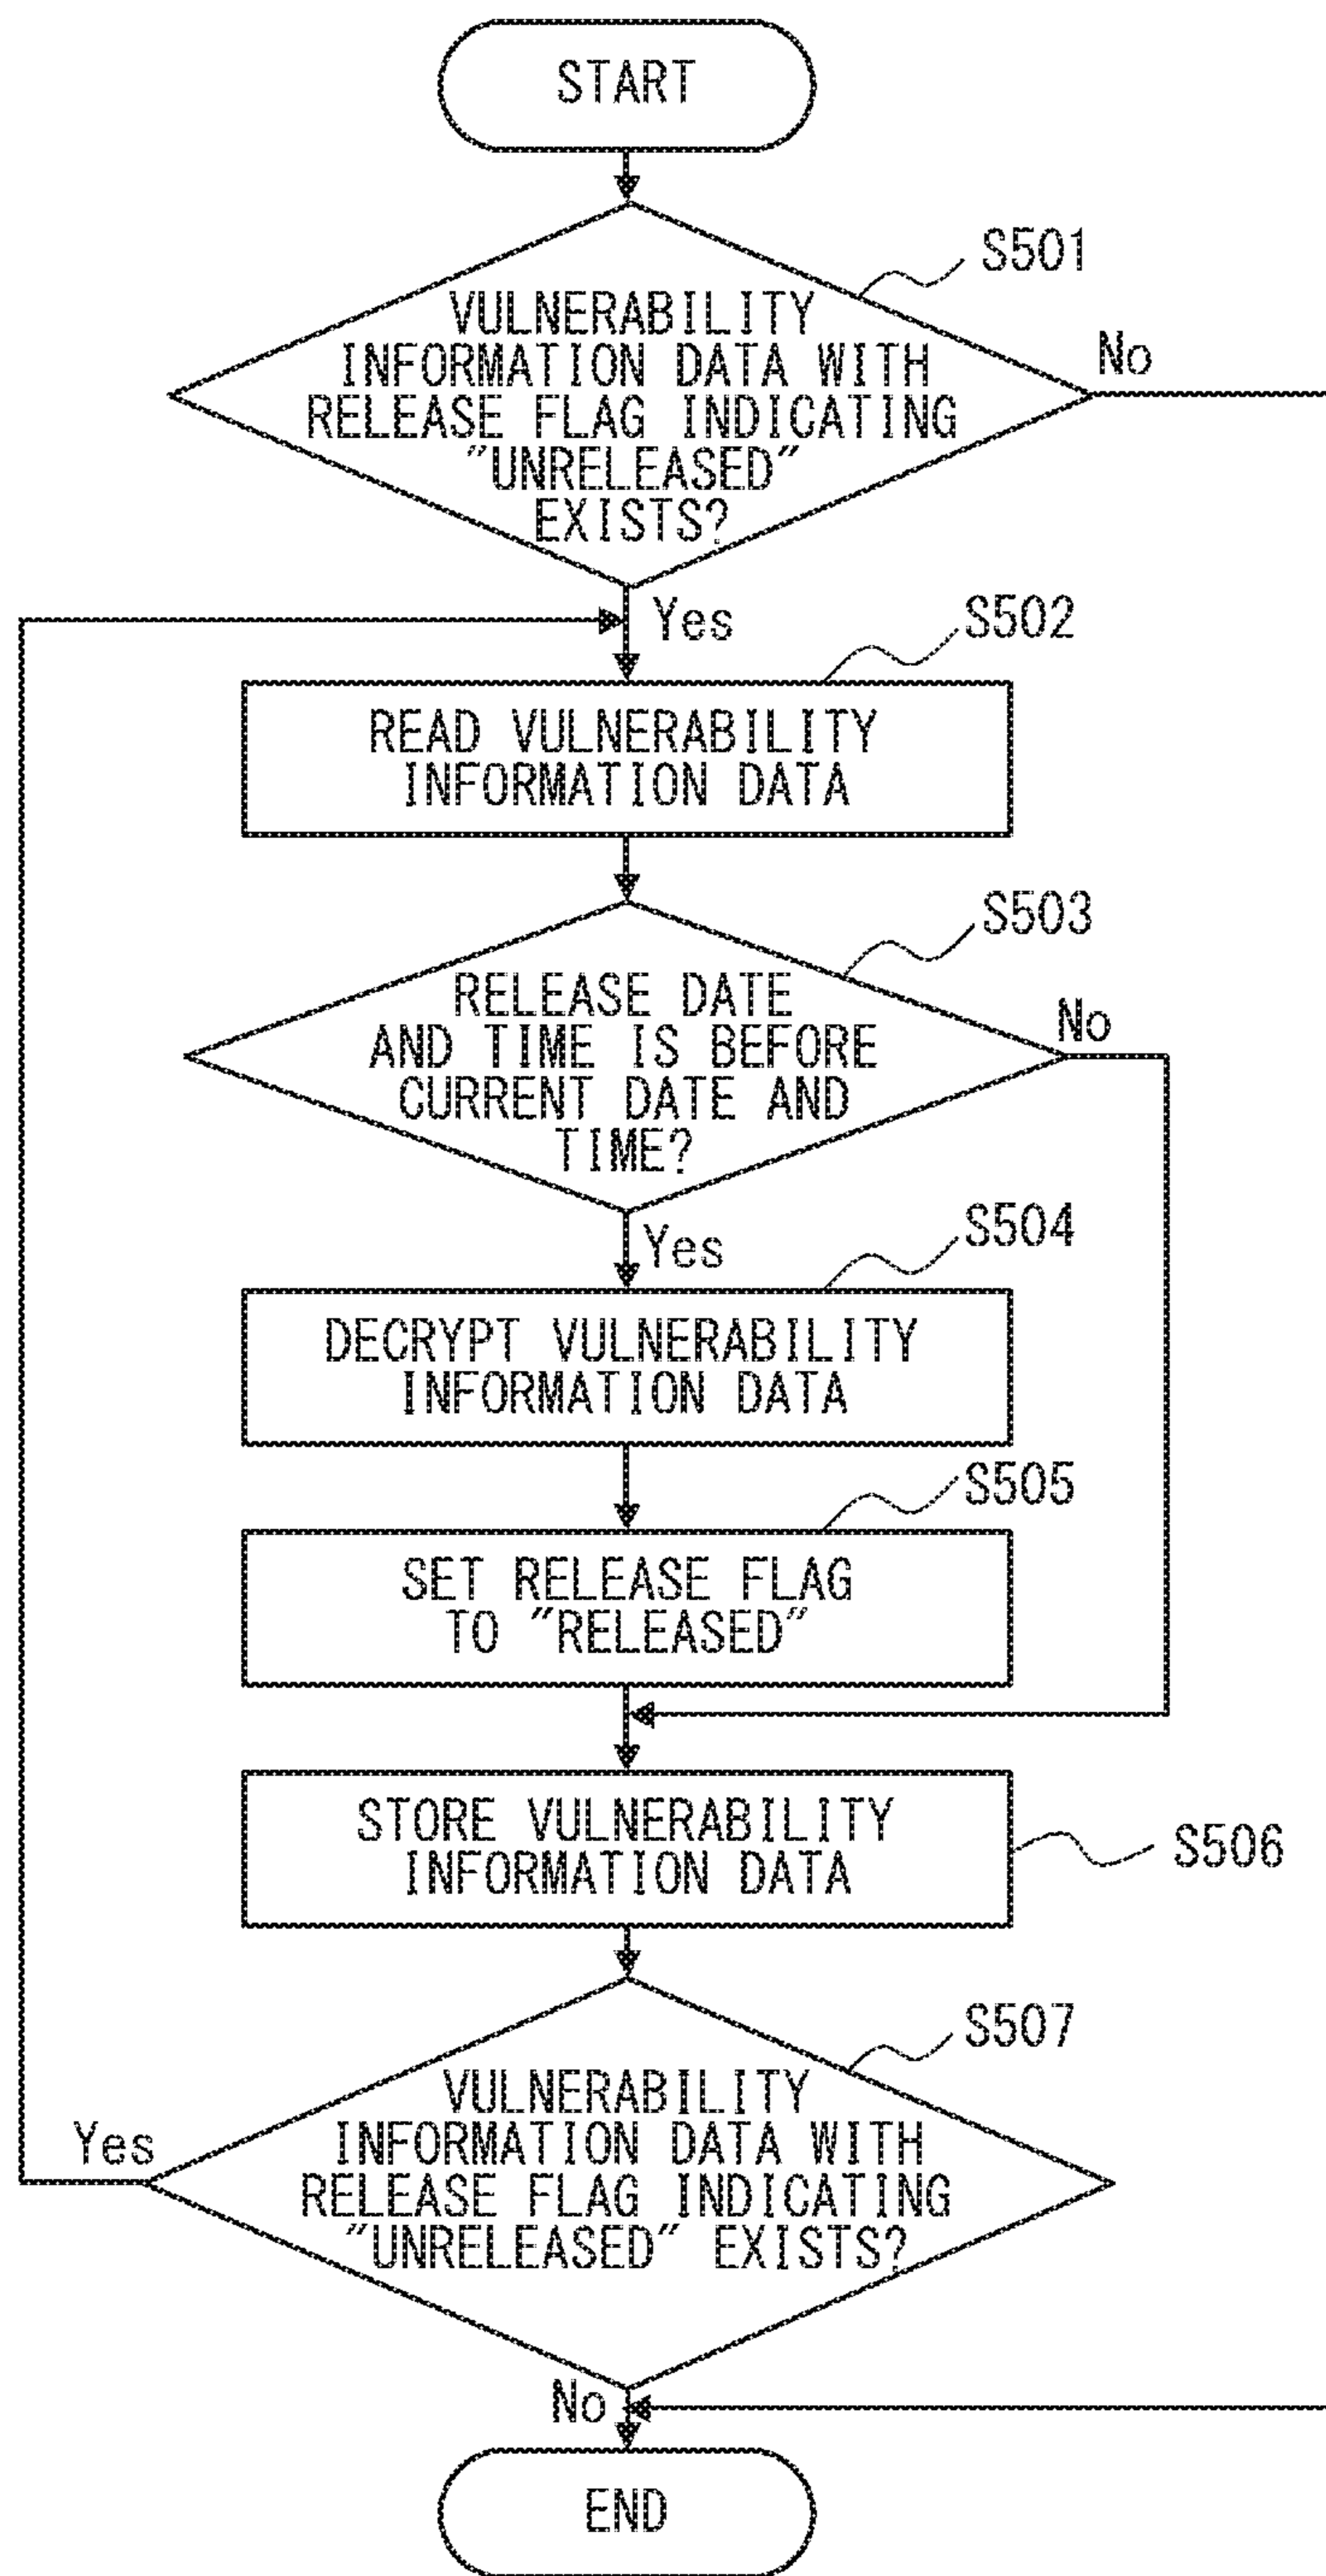 START
S501
VULNERABILITY
INFORMATION DATA WITH
RELEASE FLAG INDICATING
"UNRELEASED"
EXISTS?
No
Yes
S502
READ VULNERABILITY
INFORMATION DATA
S503
RELEASE DATE
AND TIME IS BEFORE
CURRENT DATE AND
TIME?
No
Yes
S504
DECRYPT VULNERABILITY
INFORMATION DATA
S505
SET RELEASE FLAG
TO "RELEASED"
STORE VULNERABILITY
INFORMATION DATA
S506
S507
VULNERABILITY
INFORMATION DATA WITH
RELEASE FLAG INDICATING
"UNRELEASED" EXISTS?
Yes
No
END